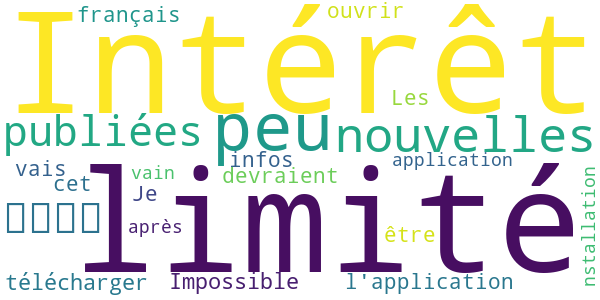 français
ouvrir
Intérêt
Les
publiées
peu
nouvelles
infos
application
vais
vain
devraient
cet
Je
limité
après
être
télécharger
Impossible
l'application
nstallation